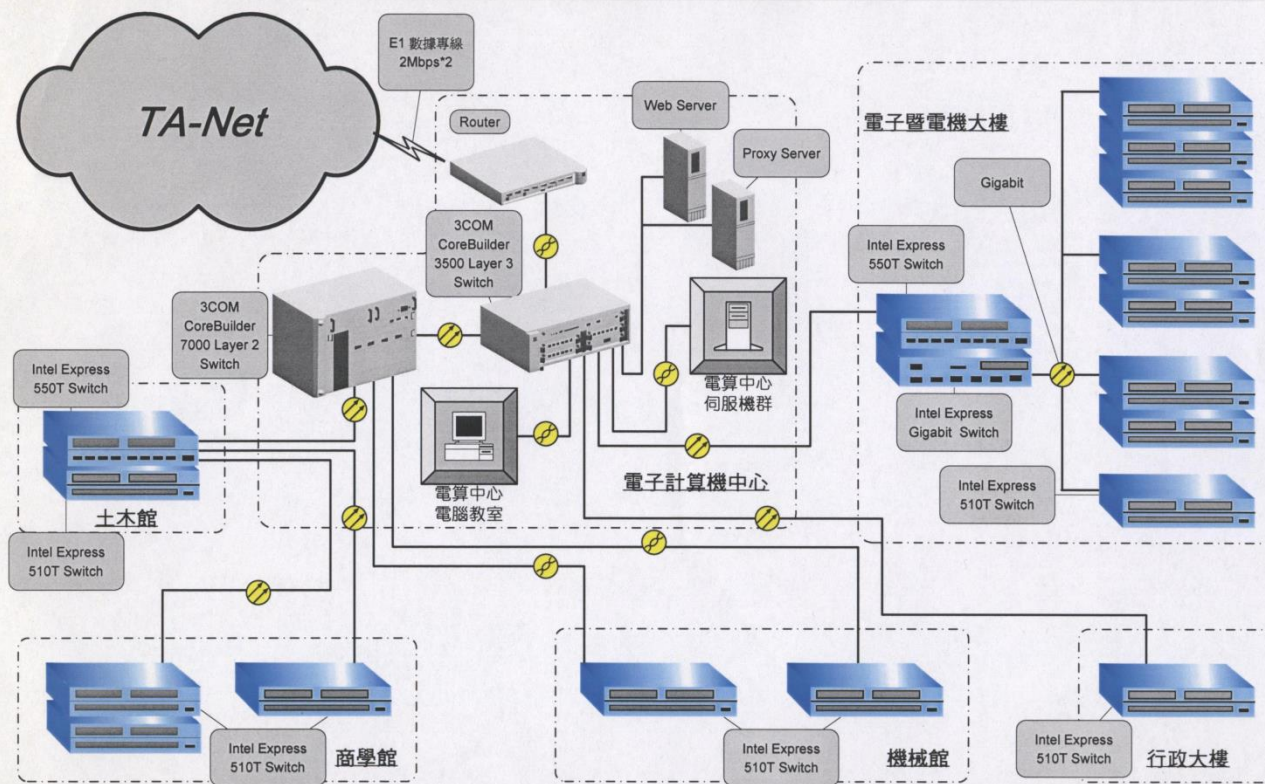 TA-Net
E1 數據專線
2Mbps*2
Router
Web Server
Proxy Server
電子暨電機大樓
Gigabit
3COM
CoreBuilder
3500 Layer 3
Switch
Intel Express
550T Switch
3COM
CoreBuilder
7000 Layer 2
Switch
Intel Express
550T Switch
電算中心
伺服機群
Intel Express
Gigabit Switch
電算中心
電腦教室
電子計算機中心
Intel Express
510T Switch
土木館
Intel Express
510T Switch
Intel Express
510T Switch
商學館
Intel Express
510T Switch
機械館
Intel Express
510T Switch
行政大樓